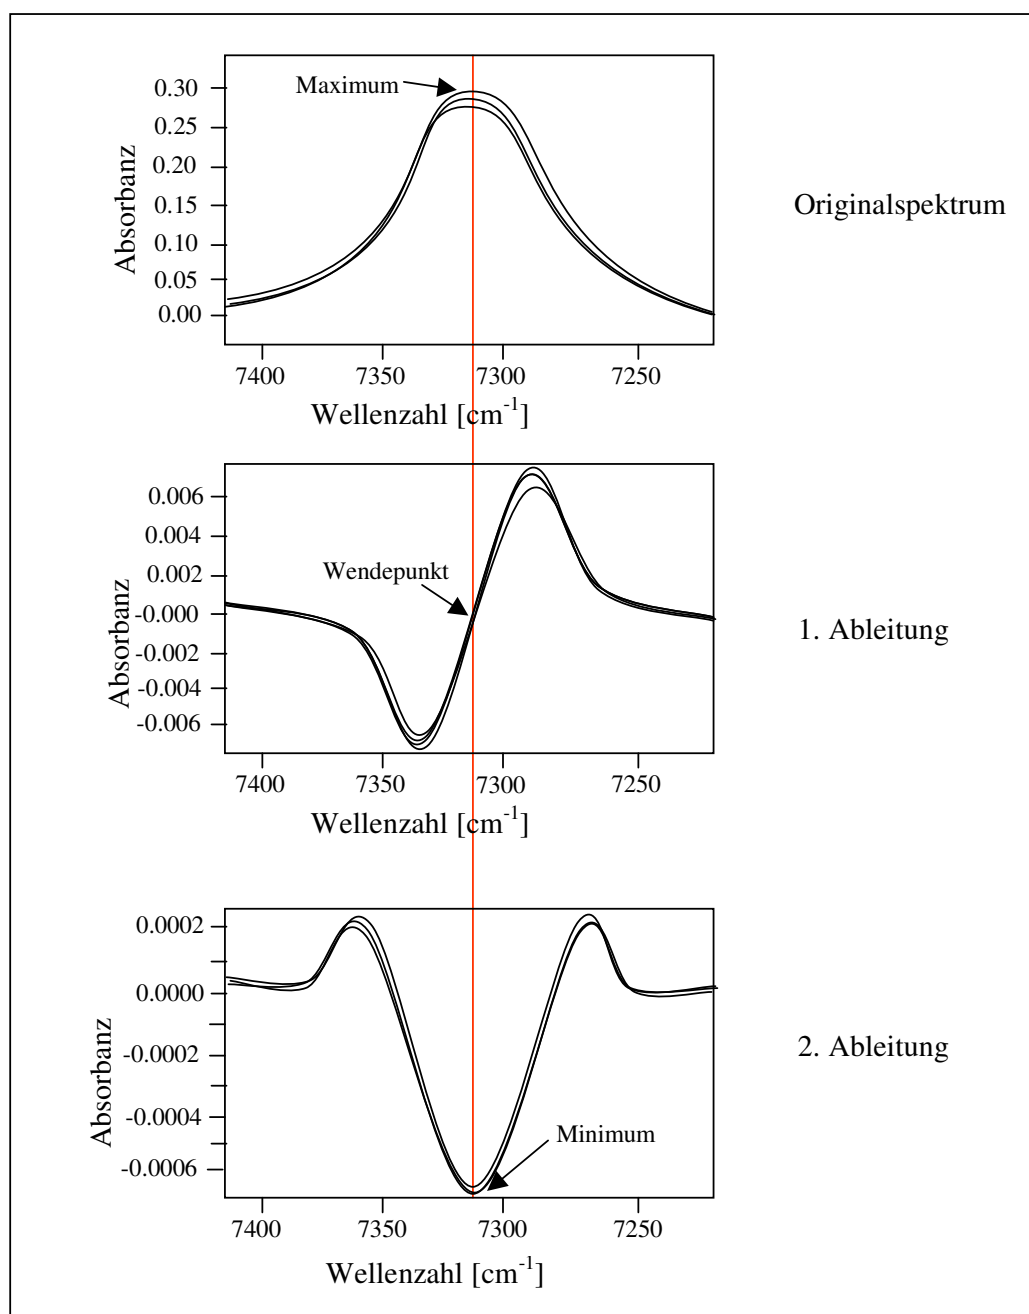 Maximum
0.30
0.25
0.20
0.15
0.10
0.05
0.00
Absorbanz
7400 7350 7300 7250
Wellenzahl [cm-1]
Originalspektrum
0.006
0.004
0.002
-0.000
-0.002
-0.004
-0.006
Absorbanz
Wendepunkt
7400 7350 7300 7250
Wellenzahl [cm-1]
1. Ableitung
0.0002
0.0000
-0.0002
-0.0004
-0.0006
Absorbanz
Minimum
7400 7350 7300 7250
Wellenzahl [cm-1]
2. Ableitung